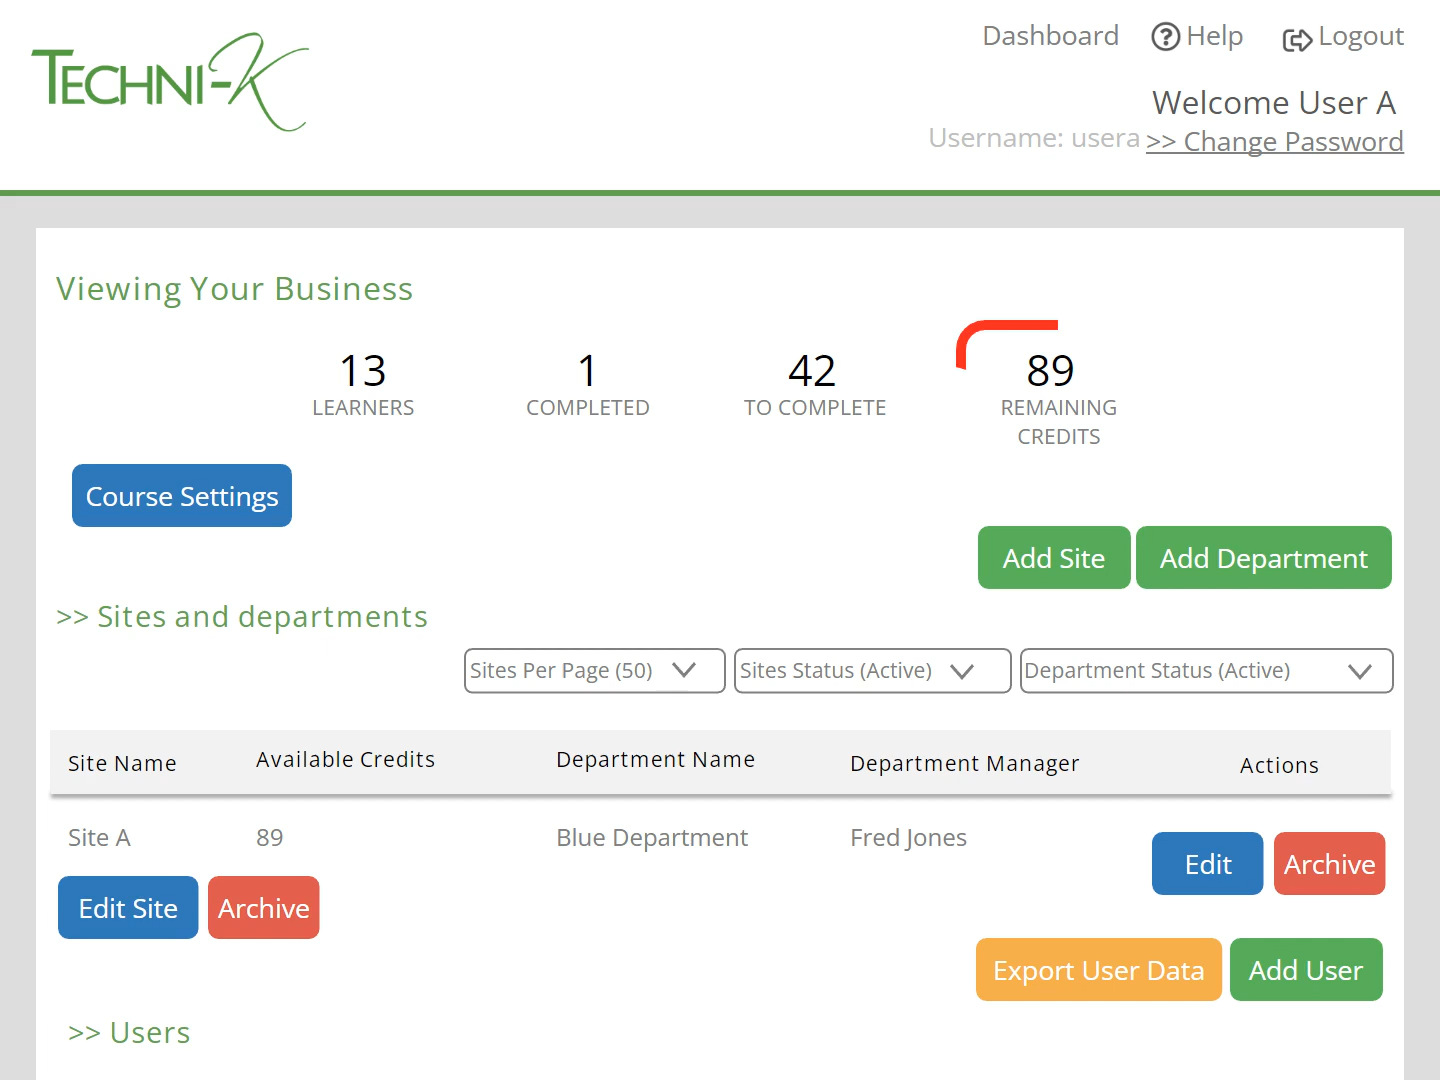 TECHNI-K
Dashboard
? Help
Logout
Welcome User A
Username: usera >> Change Password
Viewing Your Business
13
LEARNERS
1
COMPLETED
42
TO COMPLETE
89
REMAINING
CREDITS
Course Settings
Add Site
Add Department
>> Sites and departments
Sites Per Page (50)
Sites Status (Active)
Department Status (Active)
Site Name
Available Credits
Department Name
Department Manager
Actions
Site A
89
Blue Department
Fred Jones
Edit
Archive
Edit Site
Archive
Export User Data
Add User
>> Users